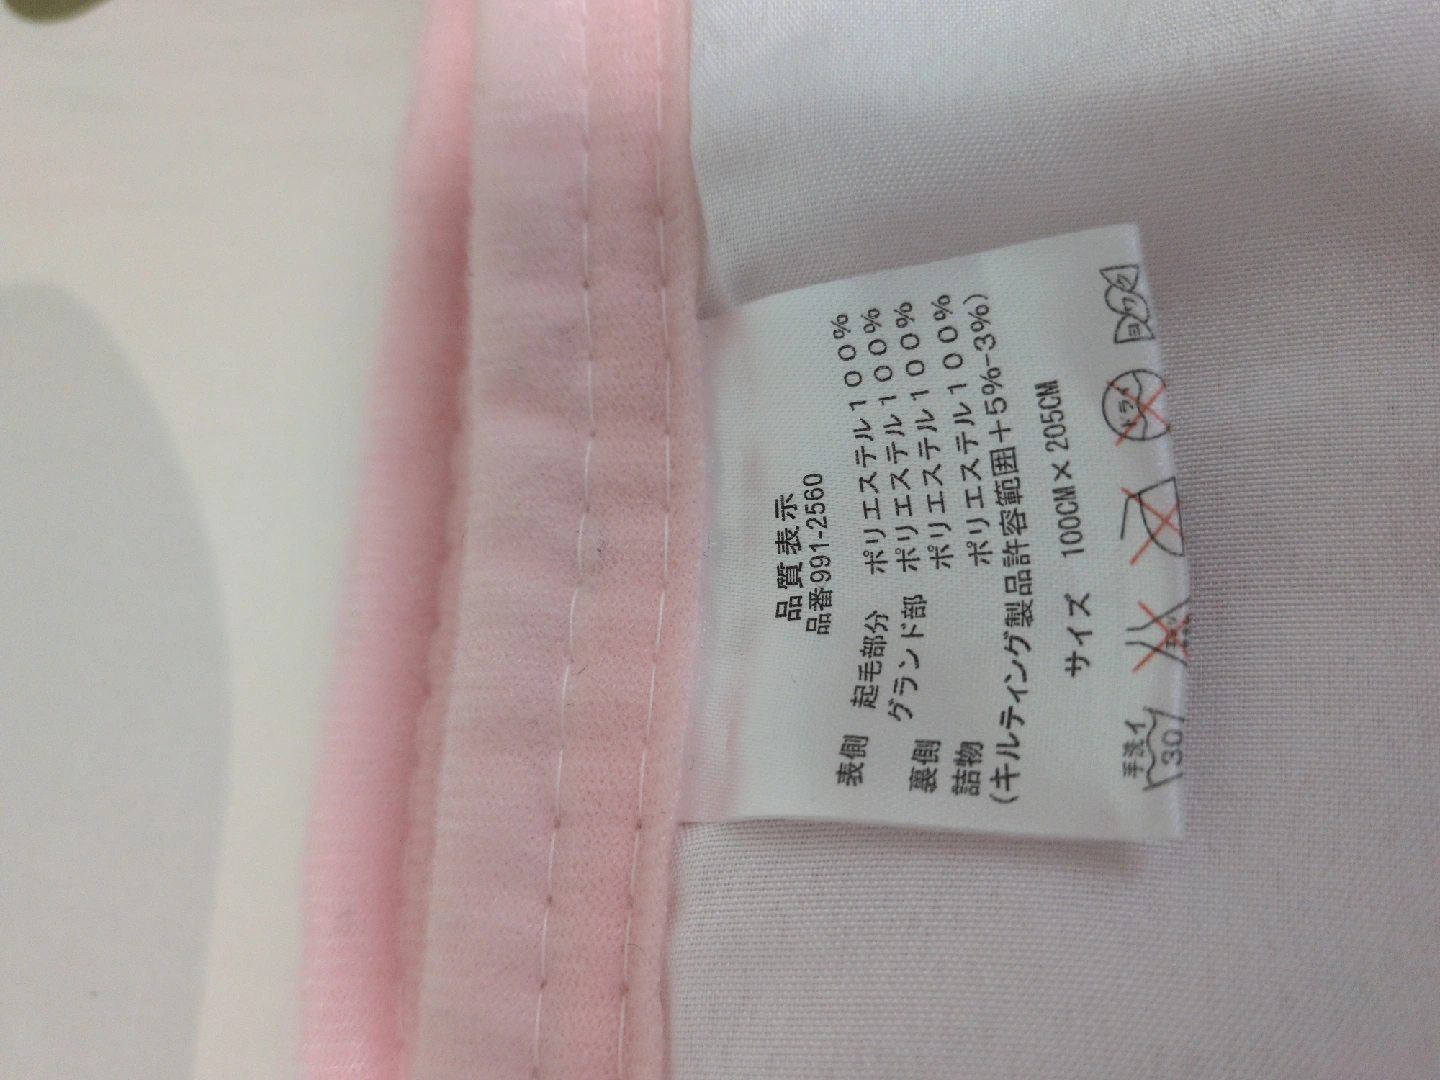 品質表示
品番991-2560
表側 起毛部分 ポリエステル100%
グランド部 ポリエステル100%
裏側 ポリエステル100%
詰物 ポリエステル100%
(キルティング製品許容範囲+5%-3%)
サイズ 100CM×205CM
手洗イ
30
ドライ
ヨワク